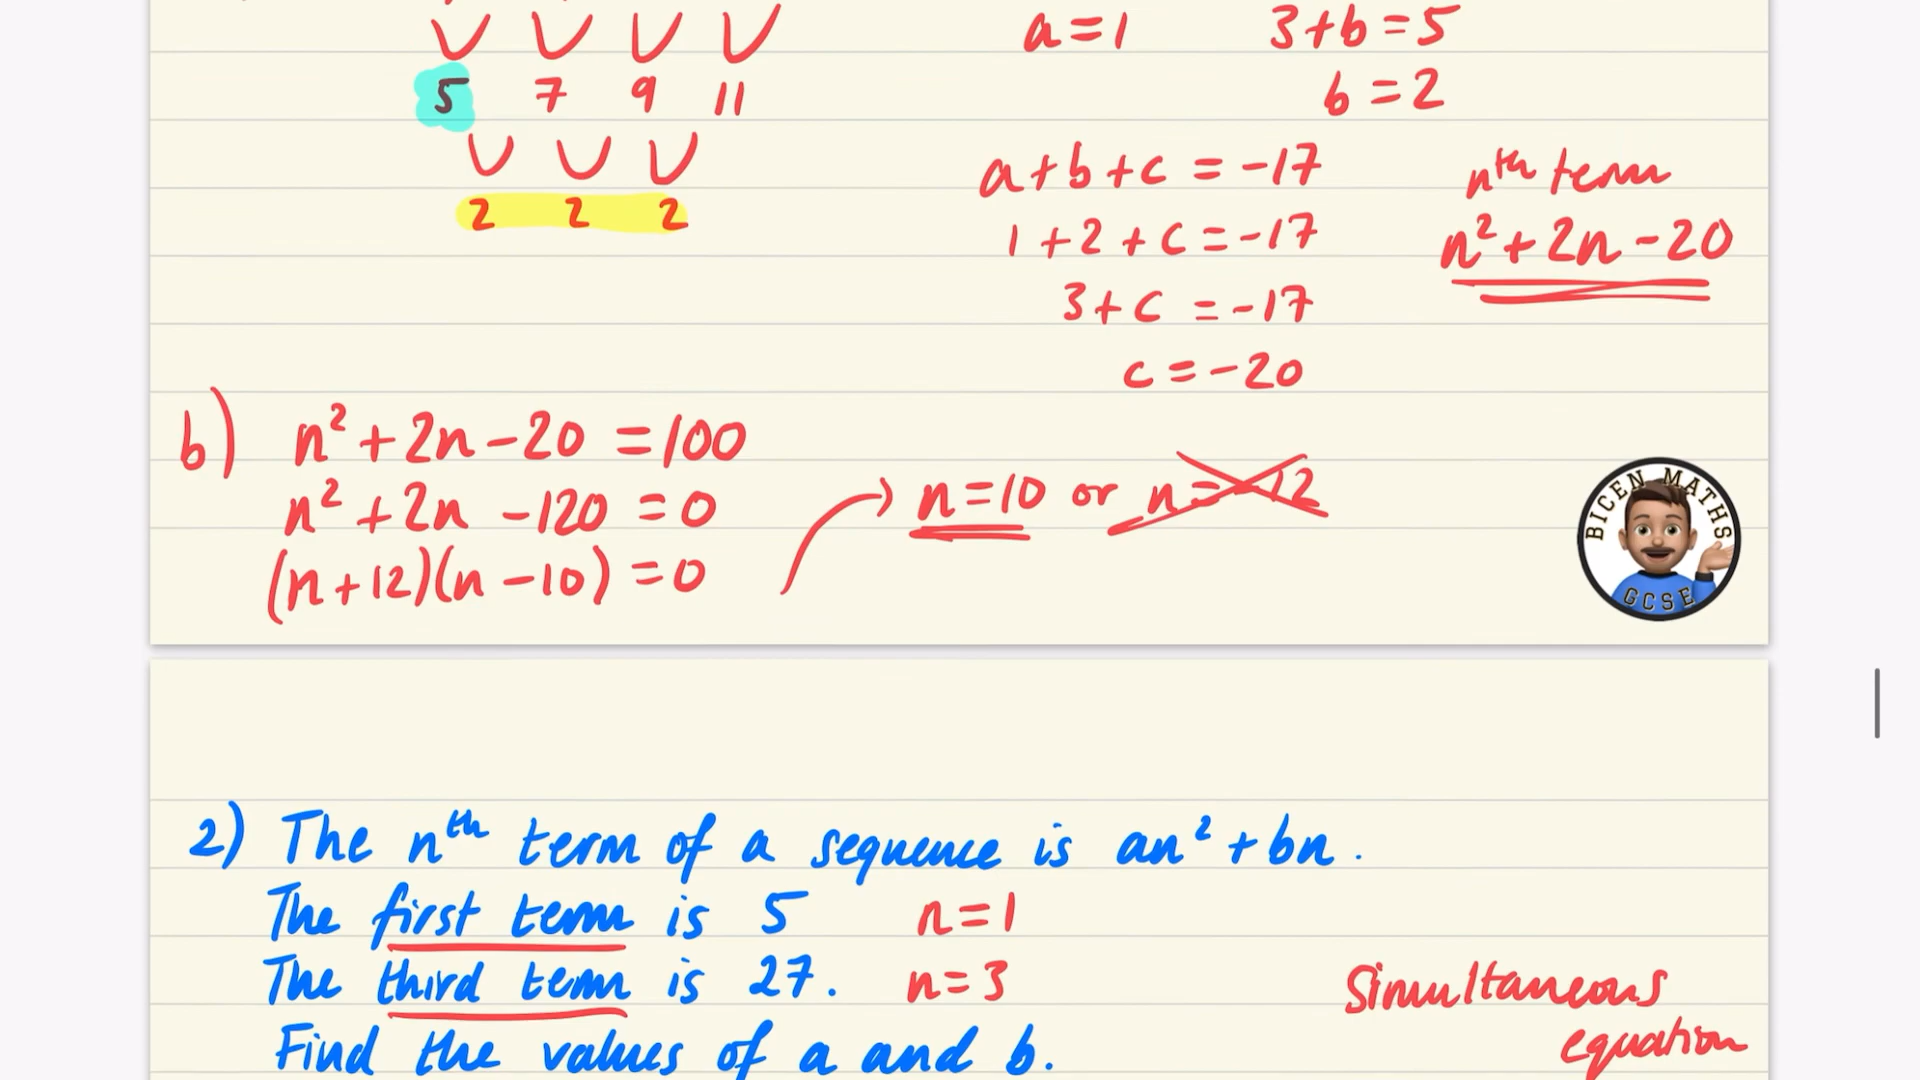 a=1
3+b=5
5 7 9 11
b=2
2 2 2
a+b+c=-17
1+2+c=-17
3+c=-17
c=-20
nth term
n²+2n-20
b) n²+2n-20=100
n²+2n-120=0
(n+12)(n-10)=0
n=10 or n=-12
BICEN MATHS
GCSE
2) The nth term of a sequence is an²+bn.
The first term is 5 n=1
The third term is 27. n=3
Find the values of a and b.
Simultaneous
equation